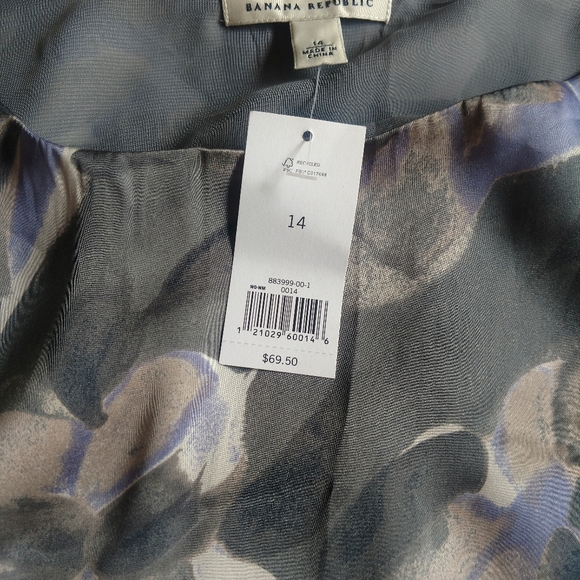 BANANA REPUBLIC
14
MADE IN
CHINA
RECYCLED
14
883999-00-1
0014
1 21029 60014 6
$69.50